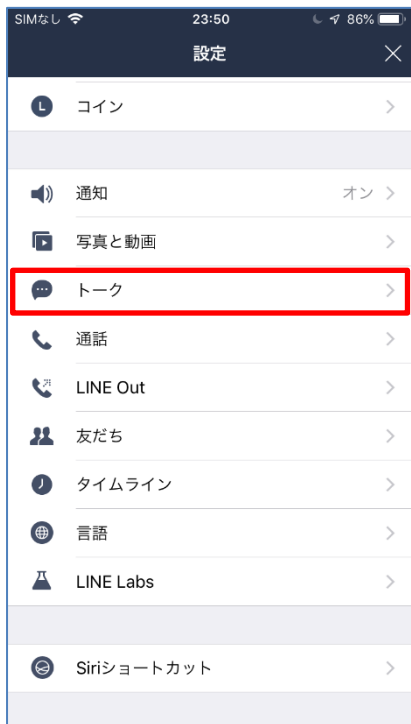 SIMなし 23:50 86%
設定
コイン
通知 オン
写真と動画
トーク
通話
LINE Out
友だち
タイムライン
言語
LINE Labs
Siriショートカット